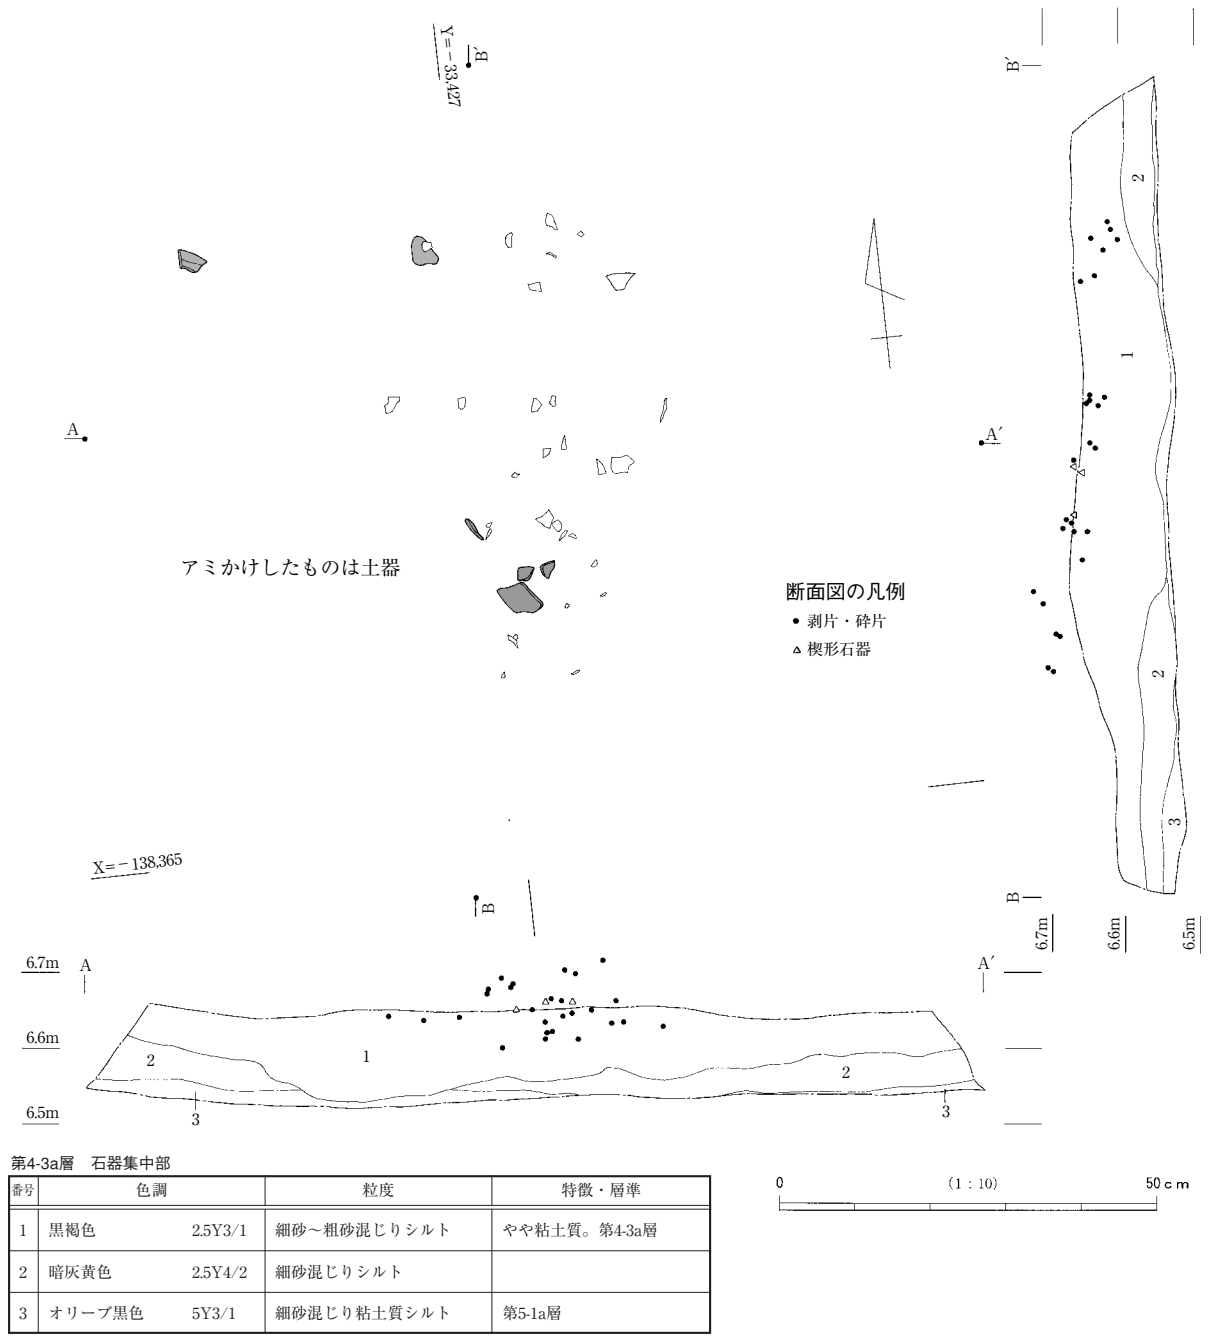 Y=−33,427
B′
B′
2
1
A
A′
アミかけしたものは土器
断面図の凡例
● 剥片・砕片
△ 楔形石器
2
3
X=−138,365
B
B
6.7m
6.6m
6.5m
6.7m
A
A′
6.6m
2
1
2
6.5m
3
3
第4-3a層 石器集中部
番号 色調 粒度 特徴・層準
1 黒褐色 2.5Y3/1 細砂～粗砂混じりシルト やや粘土質。第4-3a層
2 暗灰黄色 2.5Y4/2 細砂混じりシルト
3 オリーブ黒色 5Y3/1 細砂混じり粘土質シルト 第5-1a層
0 (1：10) 50cm